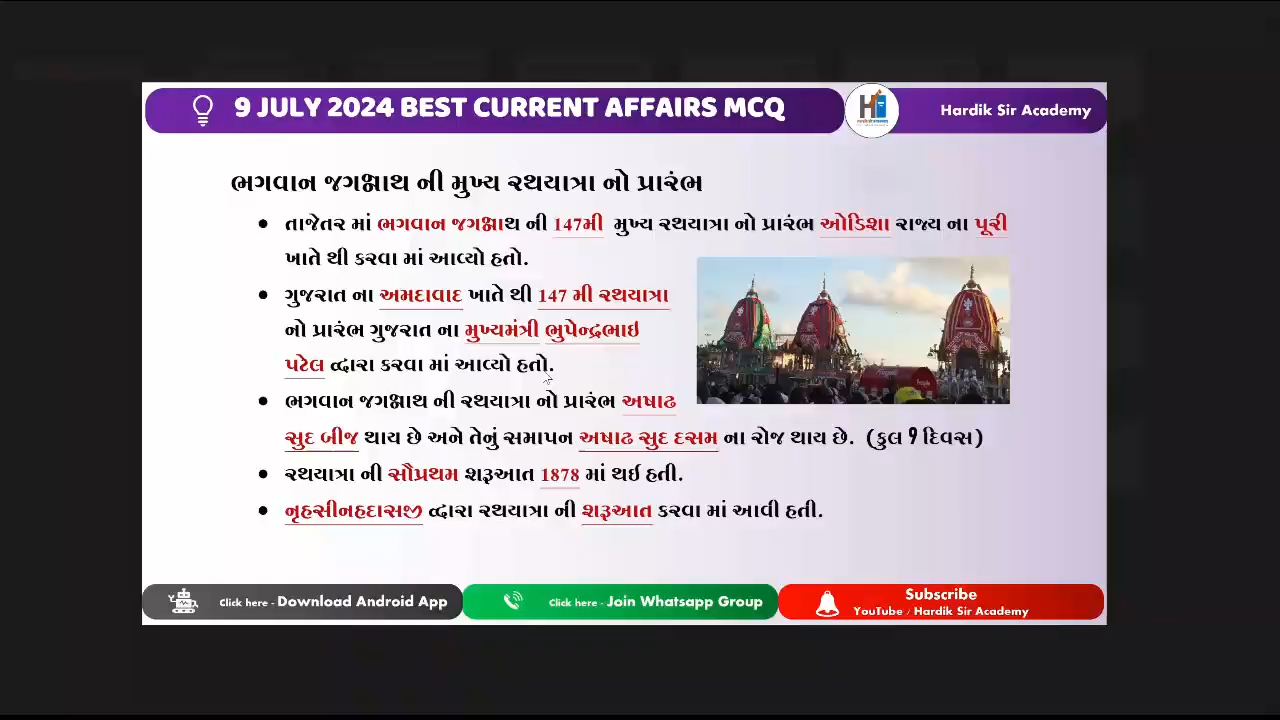 9 JULY 2024 BEST CURRENT AFFAIRS MCQ
Hardik Sir Academy
ભગવાન જગન્નાથ ની મુખ્ય રથયાત્રા નો પ્રારંભ
• તાજેતર માં ભગવાન જગન્નાથ ની 147મી મુખ્ય રથયાત્રા નો પ્રારંભ ઓડિશા રાજ્ય ના પૂરી
ખાતે થી કરવા માં આવ્યો હતો.
• ગુજરાત ના અમદાવાદ ખાતે થી 147 મી રથયાત્રા
નો પ્રારંભ ગુજરાત ના મુખ્યમંત્રી ભુપેન્દ્રભાઇ
પટેલ દ્વારા કરવા માં આવ્યો હતો.
• ભગવાન જગન્નાથ ની રથયાત્રા નો પ્રારંભ અષાઢ
સુદ બીજ થાય છે અને તેનું સમાપન અષાઢ સુદ દસમ ના રોજ થાય છે. (કુલ 9 દિવસ)
• રથયાત્રા ની સૌપ્રથમ શરૂઆત 1878 માં થઇ હતી.
• નૃહસીનહદાસજી દ્વારા રથયાત્રા ની શરૂઆત કરવા માં આવી હતી.
Click here - Download Android App
Click here - Join Whatsapp Group
Subscribe
YouTube / Hardik Sir Academy